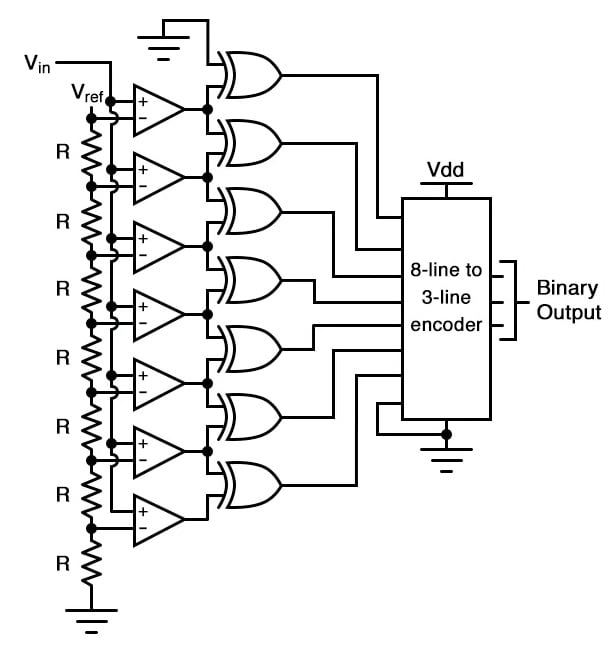 Vin
Vref
+
−
R
+
−
R
+
−
R
+
−
R
+
−
R
+
−
R
+
−
R
Vdd
8-line to
3-line
encoder
Binary
Output